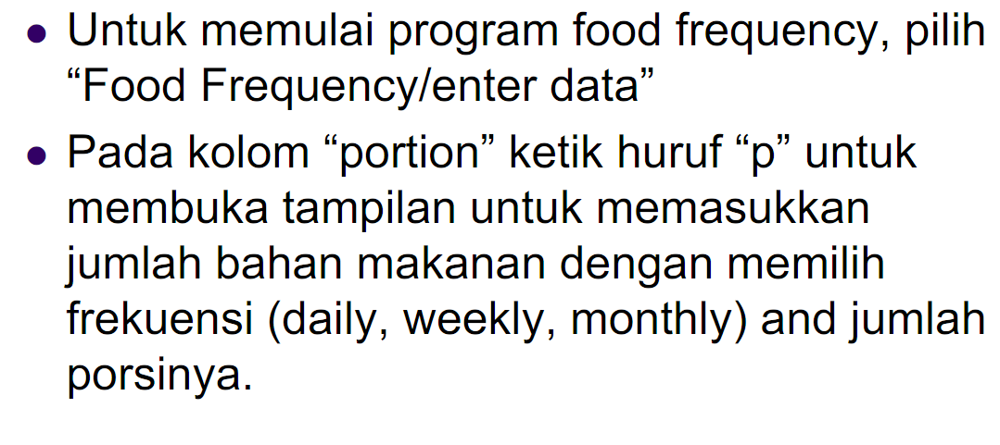 • Untuk memulai program food frequency, pilih
“Food Frequency/enter data”
• Pada kolom “portion” ketik huruf “p” untuk
membuka tampilan untuk memasukkan
jumlah bahan makanan dengan memilih
frekuensi (daily, weekly, monthly) and jumlah
porsinya.